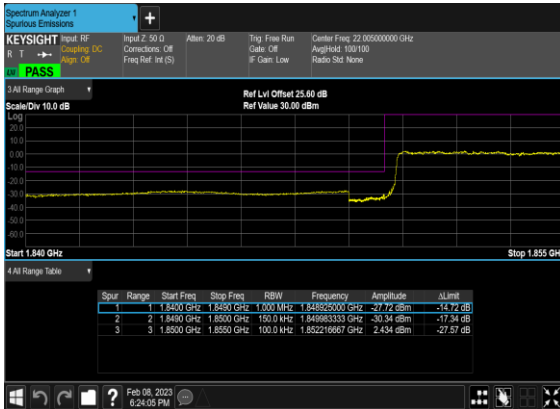 Spectrum Analyzer 1
Spurious Emissions
+
KEYSIGHT Input: RF Input Z: 50 Ω Atten: 20 dB Trig: Free Run Center Freq: 22.005000000 GHz
R T Coupling: DC Corrections: Off Gate: Off Avg|Hold: 100/100
Align: Off Freq Ref: Int (S) IF Gain: Low Radio Std: None
PASS
3 All Range Graph
Ref Lvl Offset 25.60 dB
Scale/Div 10.0 dB Ref Value 30.00 dBm
Log
20.0
10.0
0.00
-10.0
-20.0
-30.0
-40.0
-50.0
-60.0
Start 1.840 GHz Stop 1.855 GH
4 All Range Table
Spur Range Start Freq Stop Freq RBW Frequency Amplitude ΔLimit
1 1 1.8400 GHz 1.8490 GHz 1.000 MHz 1.848925000 GHz -27.72 dBm -14.72 dB
2 2 1.8490 GHz 1.8500 GHz 150.0 kHz 1.849983333 GHz -30.34 dBm -17.34 dB
3 3 1.8500 GHz 1.8550 GHz 100.0 kHz 1.852216667 GHz 2.434 dBm -27.57 dB
?
Feb 08, 2023
6:24:05 PM